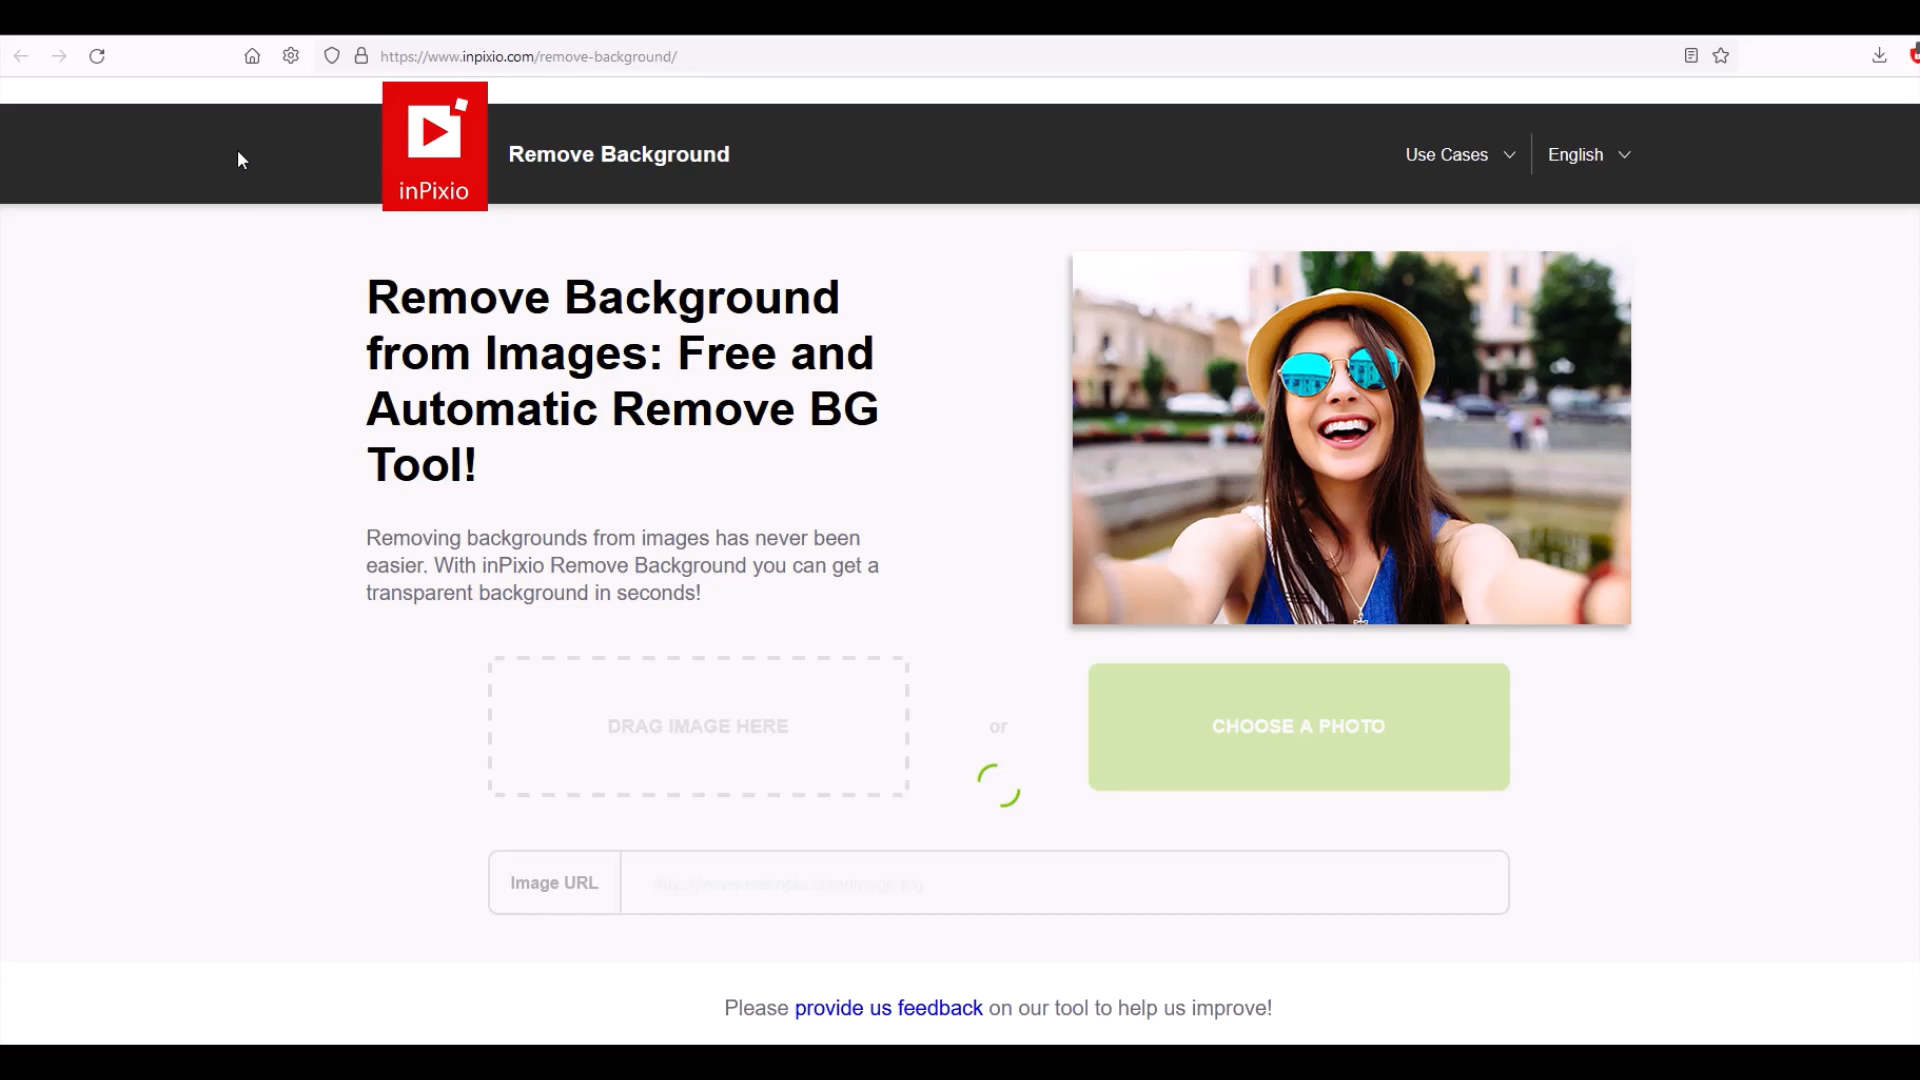 https://www.inpixio.com/remove-background/
inPixio
Remove Background
Use Cases
English
Remove Background
from Images: Free and
Automatic Remove BG
Tool!
Removing backgrounds from images has never been
easier. With inPixio Remove Background you can get a
transparent background in seconds!
DRAG IMAGE HERE
or
CHOOSE A PHOTO
Image URL
Please provide us feedback on our tool to help us improve!